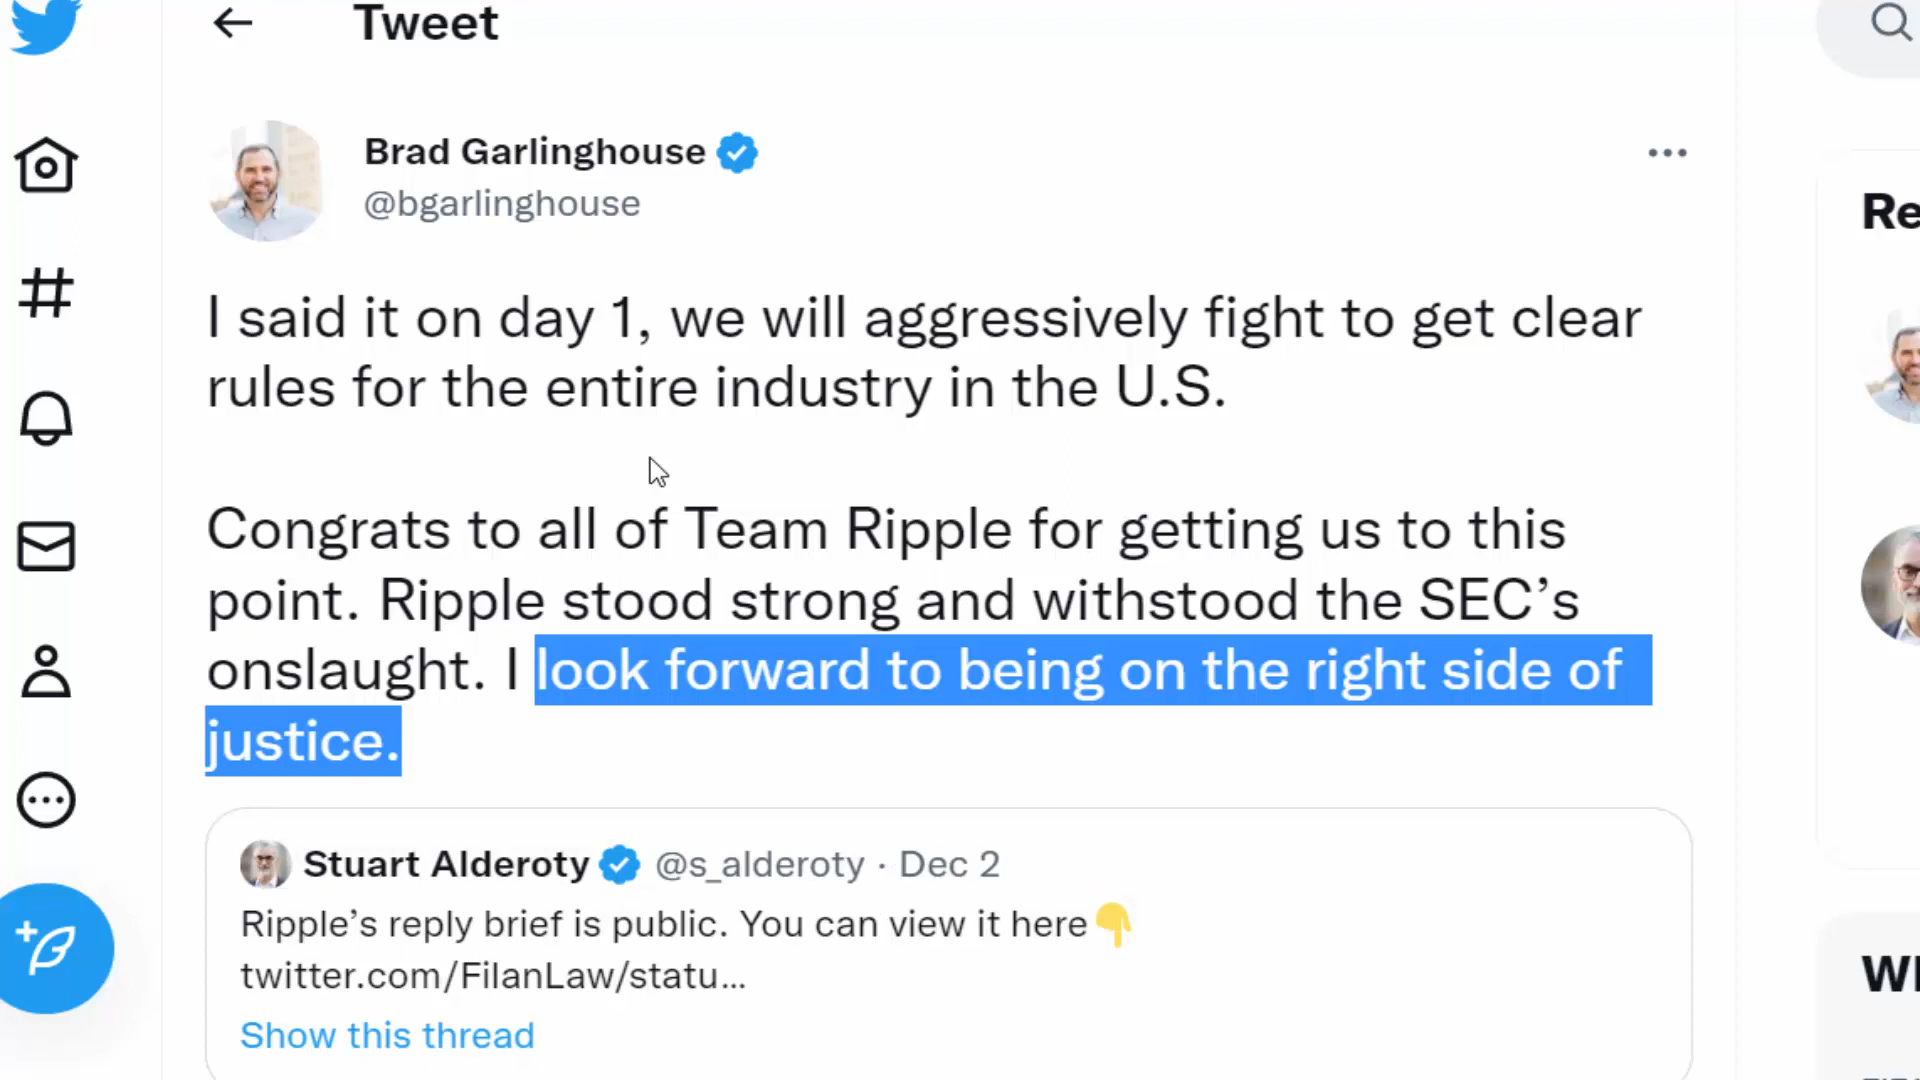 Tweet
Brad Garlinghouse
@bgarlinghouse
Re
I said it on day 1, we will aggressively fight to get clear
rules for the entire industry in the U.S.
Congrats to all of Team Ripple for getting us to this
point. Ripple stood strong and withstood the SEC’s
onslaught. I look forward to being on the right side of
justice.
Stuart Alderoty @s_alderoty · Dec 2
Ripple’s reply brief is public. You can view it here👇
twitter.com/FilanLaw/statu…
Show this thread